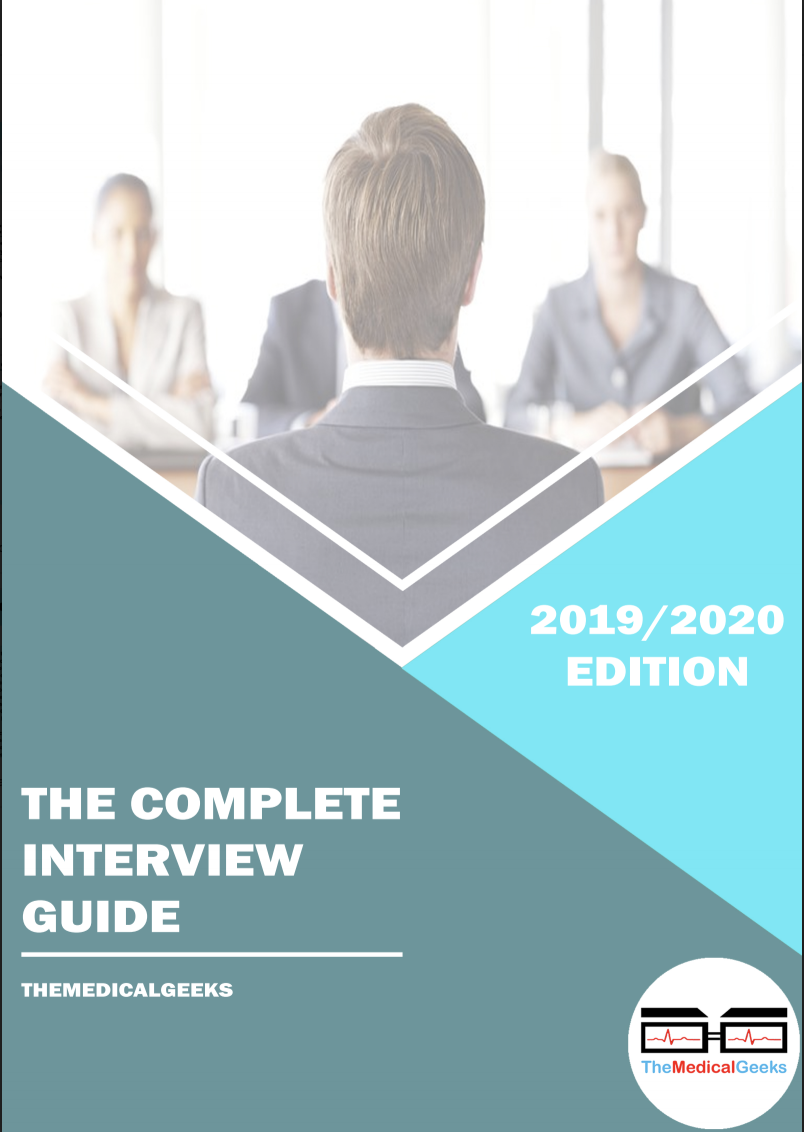 2019/2020
EDITION
THE COMPLETE
INTERVIEW
GUIDE
THEMEDICALGEEKS
TheMedicalGeeks